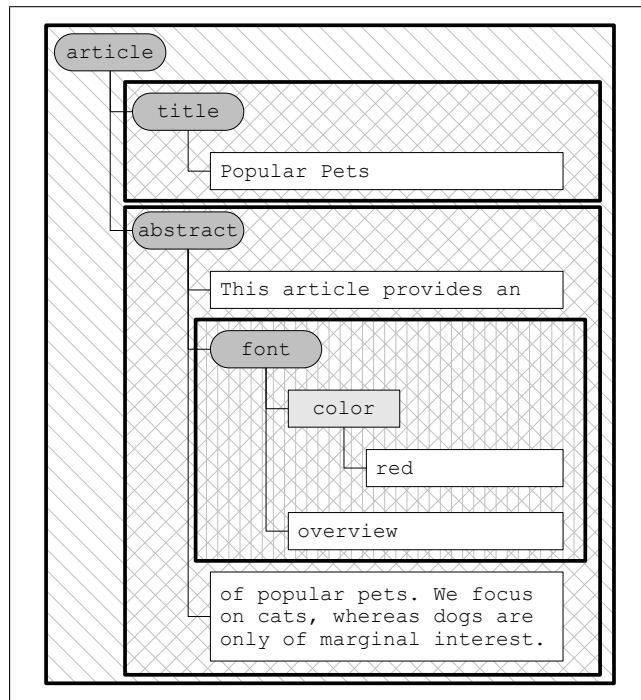 article
title
Popular Pets
abstract
This article provides an
font
color
red
overview
of popular pets. We focus
on cats, whereas dogs are
only of marginal interest.